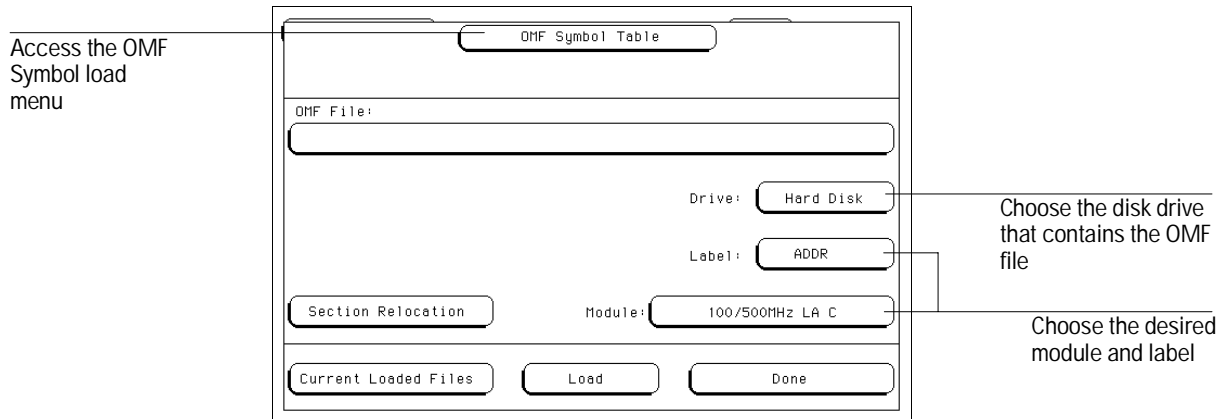 Access the OMF
Symbol load
menu
OMF Symbol Table
OMF File:
Drive: Hard Disk
Choose the disk drive
that contains the OMF
file
Label: ADDR
Section Relocation Module: 100/500MHz LA C
Choose the desired
module and label
Current Loaded Files Load Done